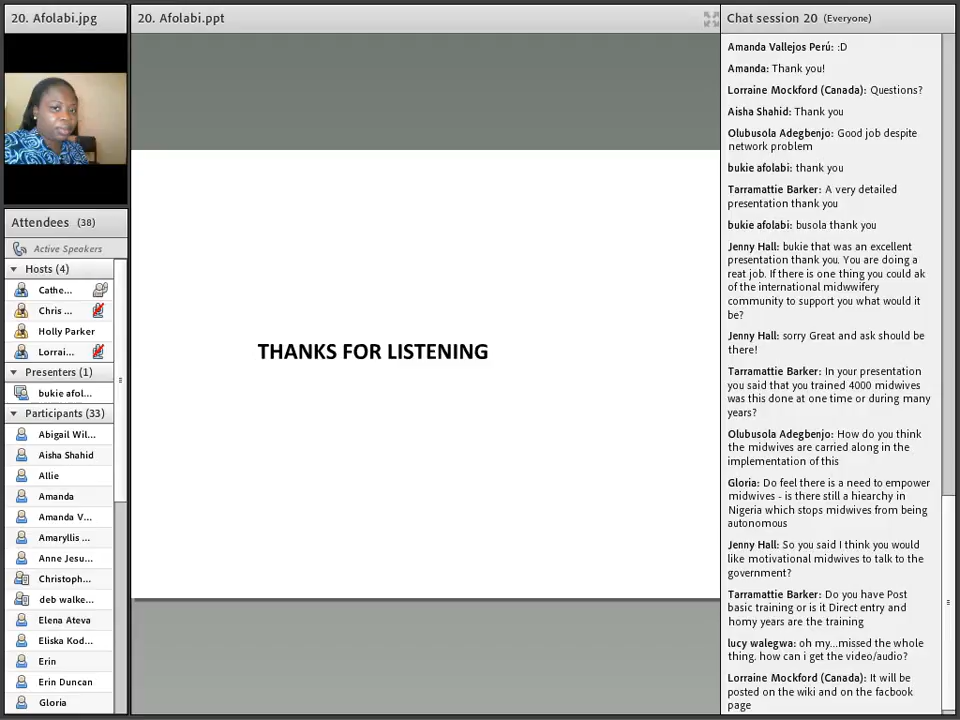 20. Afolabi.jpg
20. Afolabi.ppt
Chat session 20 (Everyone)
Attendees (38)
Active Speakers
Hosts (4)
Cathe...
Chris ...
Holly Parker
Lorrai...
Presenters (1)
bukie afol...
Participants (33)
Abigail Wil...
Aisha Shahid
Allie
Amanda
Amanda V...
Amaryllis ...
Anne Jesu...
Christoph...
deb walke...
Elena Ateva
Eliska Kod...
Erin
Erin Duncan
Gloria
THANKS FOR LISTENING
Amanda Vallejos Perú: :D
Amanda: Thank you!
Lorraine Mockford (Canada): Questions?
Aisha Shahid: Thank you
Olubusola Adegbenjo: Good job despite
network problem
bukie afolabi: thank you
Tarramattie Barker: A very detailed
presentation thank you
bukie afolabi: busola thank you
Jenny Hall: bukie that was an excellent
presentation thank you. You are doing a
reat job. If there is one thing you could ak
of the international midwwifery
community to support you what would it
be?
Jenny Hall: sorry Great and ask should be
there!
Tarramattie Barker: In your presentation
you said that you trained 4000 midwives
was this done at one time or during many
years?
Olubusola Adegbenjo: How do you think
the midwives are carried along in the
implementation of this
Gloria: Do feel there is a need to empower
midwives - is there still a hiearchy in
Nigeria which stops midwives from being
autonomous
Jenny Hall: So you said I think you would
like motivational midwives to talk to the
government?
Tarramattie Barker: Do you have Post
basic training or is it Direct entry and
homy years are the training
lucy walegwa: oh my...missed the whole
thing. how can i get the video/audio?
Lorraine Mockford (Canada): It will be
posted on the wiki and on the facbook
page